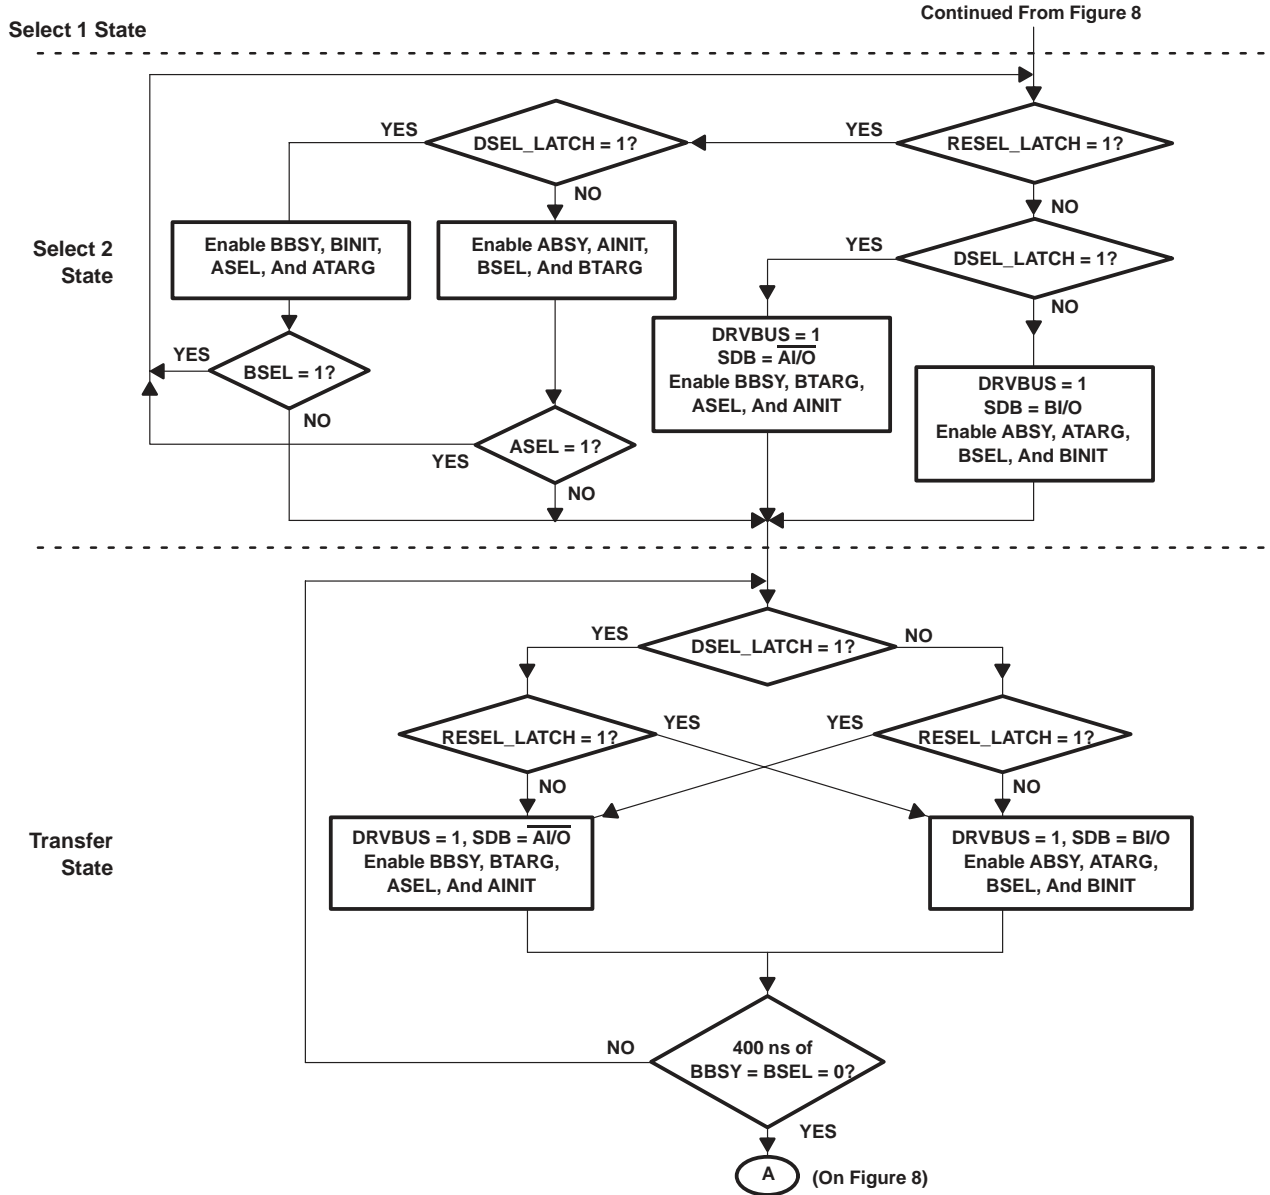 Continued From Figure 8
Select 1 State
YES
DSEL_LATCH = 1?
YES
RESEL_LATCH = 1?
NO
NO
Select 2
State
Enable BBSY, BINIT,
ASEL, And ATARG
Enable ABSY, AINIT,
BSEL, And BTARG
YES
DSEL_LATCH = 1?
NO
DRVBUS = 1
SDB = AI/O
Enable BBSY, BTARG,
ASEL, And AINIT
YES
BSEL = 1?
NO
DRVBUS = 1
SDB = BI/O
Enable ABSY, ATARG,
BSEL, And BINIT
YES
ASEL = 1?
NO
YES
DSEL_LATCH = 1?
NO
RESEL_LATCH = 1?
YES
YES
RESEL_LATCH = 1?
NO
NO
Transfer
State
DRVBUS = 1, SDB = AI/O
Enable BBSY, BTARG,
ASEL, And AINIT
DRVBUS = 1, SDB = BI/O
Enable ABSY, ATARG,
BSEL, And BINIT
NO
400 ns of
BBSY = BSEL = 0?
YES
A
(On Figure 8)